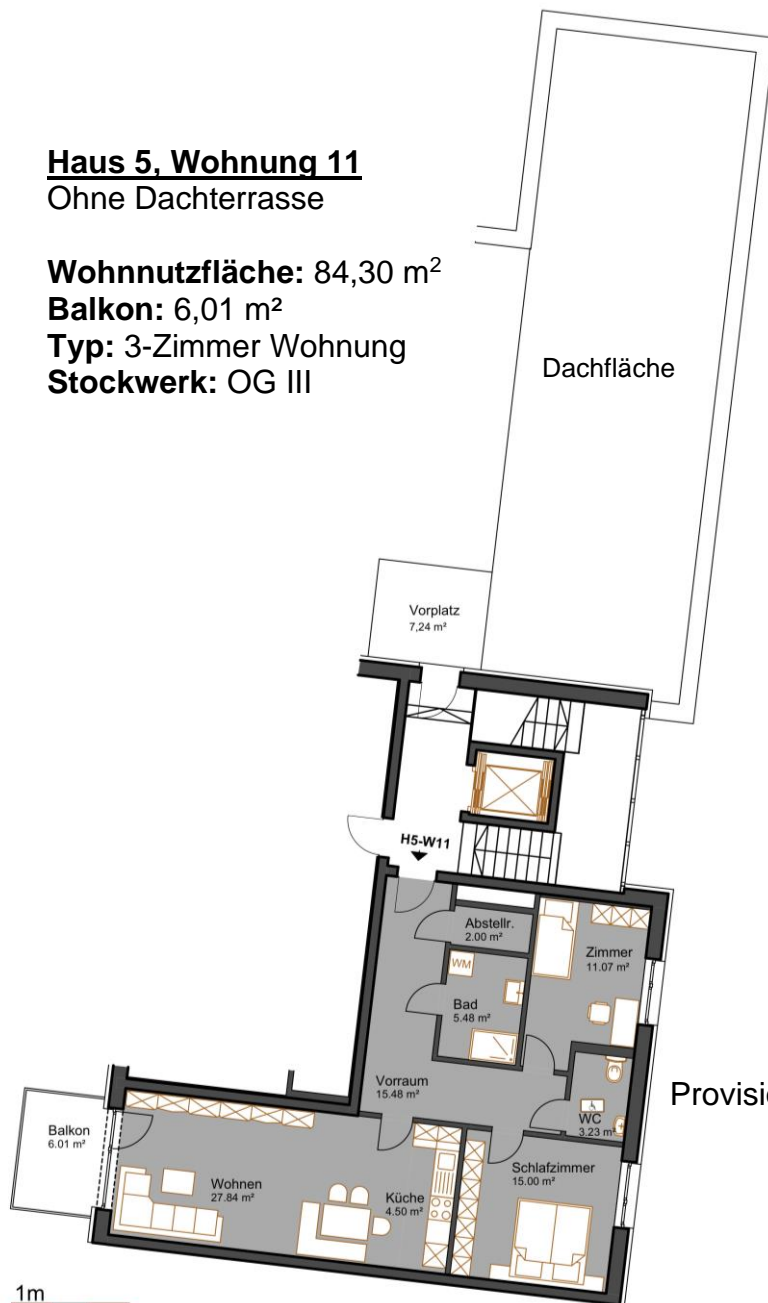 Haus 5, Wohnung 11
Ohne Dachterrasse
Wohnnutzfläche: 84,30 m²
Balkon: 6,01 m²
Typ: 3-Zimmer Wohnung
Stockwerk: OG III
Dachfläche
Vorplatz
7,24 m²
H5-W11
Abstellr.
2.00 m²
Zimmer
11.07 m²
WM
Bad
5.48 m²
Vorraum
15.48 m²
Provisi
WC
3.23 m²
Balkon
6.01 m²
Wohnen
27.84 m²
Küche
4.50 m²
Schlafzimmer
15.00 m²
1m